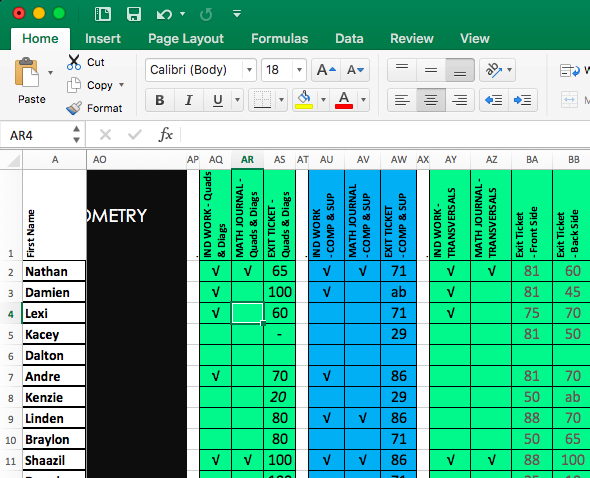 Home Insert Page Layout Formulas Data Review View
Paste
Cut
Copy
Format
Calibri (Body) 18 A A
B I U A
AR4 fx
A AO AP AQ AR AS AT AU AV AW AX AY AZ BA BB
1
First Name
OMETRY
IND WORK - Quads & Diags
MATH JOURNAL - Quads & Diags
EXIT TICKET - Quads & Diags
IND WORK - COMP & SUP
MATH JOURNAL - COMP & SUP
EXIT TICKET - COMP & SUP
IND WORK - TRANSVERSALS
MATH JOURNAL - TRANSVERSALS
Exit Ticket - Front Side
Exit Ticket - Back Side
2 Nathan √ √ 65 √ √ 71 √ √ 81 60
3 Damien √ 100 √ ab √ 81 45
4 Lexi √ 60 71 √ 75 70
5 Kacey - 29 81 50
6 Dalton
7 Andre √ 70 √ 86 81 70
8 Kenzie 20 29 50 ab
9 Linden 80 √ √ 86 88 70
10 Braylon 80 71 50 65
11 Shaazil √ √ 100 √ √ 86 √ √ 88 100